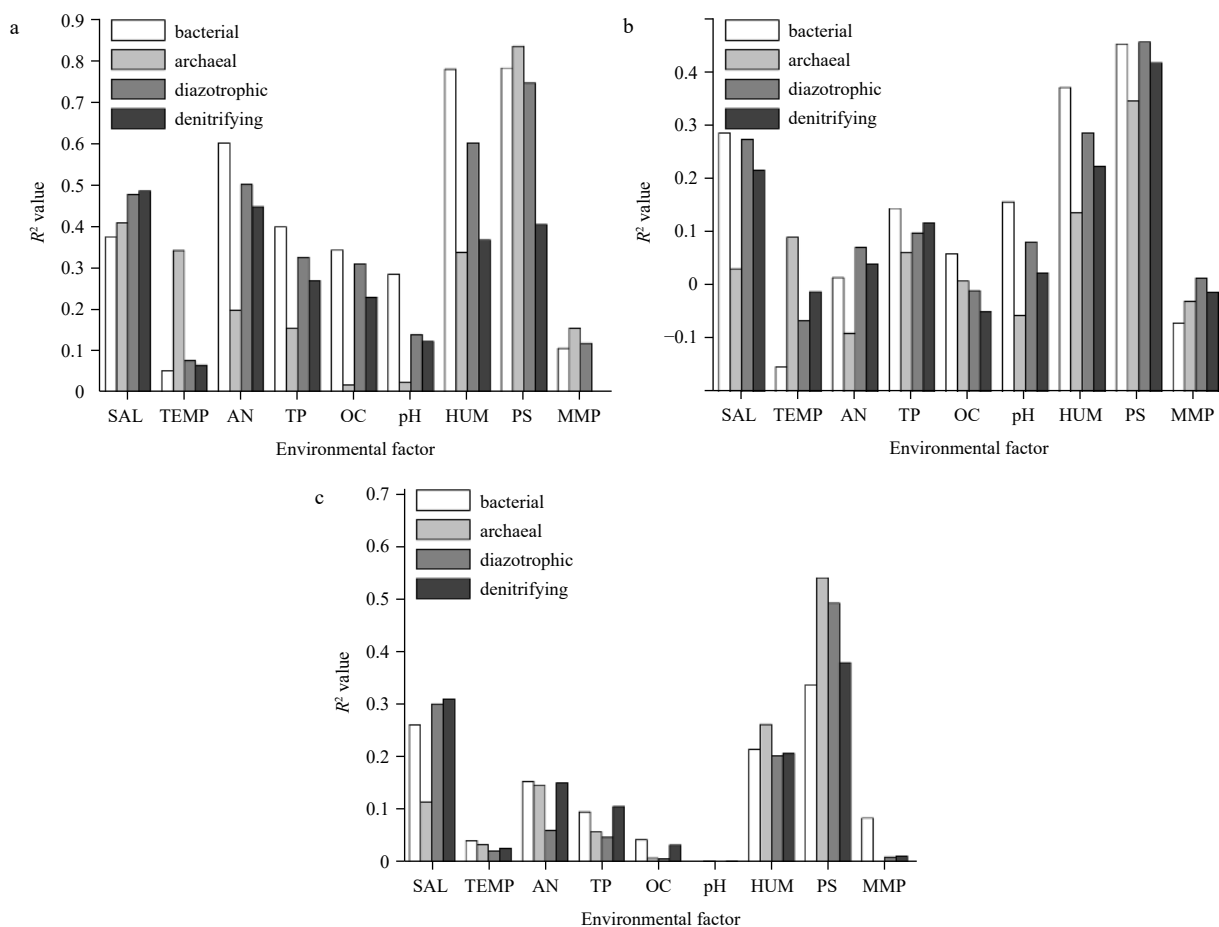 a
0.9
0.8
0.7
0.6
0.5
0.4
0.3
0.2
0.1
0
R² value
bacterial
archaeal
diazotrophic
denitrifying
SAL TEMP AN TP OC pH HUM PS MMP
Environmental factor
b
0.4
0.3
0.2
0.1
0
−0.1
R² value
bacterial
archaeal
diazotrophic
denitrifying
SAL TEMP AN TP OC pH HUM PS MMP
Environmental factor
c
0.7
0.6
0.5
0.4
0.3
0.2
0.1
0
R² value
bacterial
archaeal
diazotrophic
denitrifying
SAL TEMP AN TP OC pH HUM PS MMP
Environmental factor